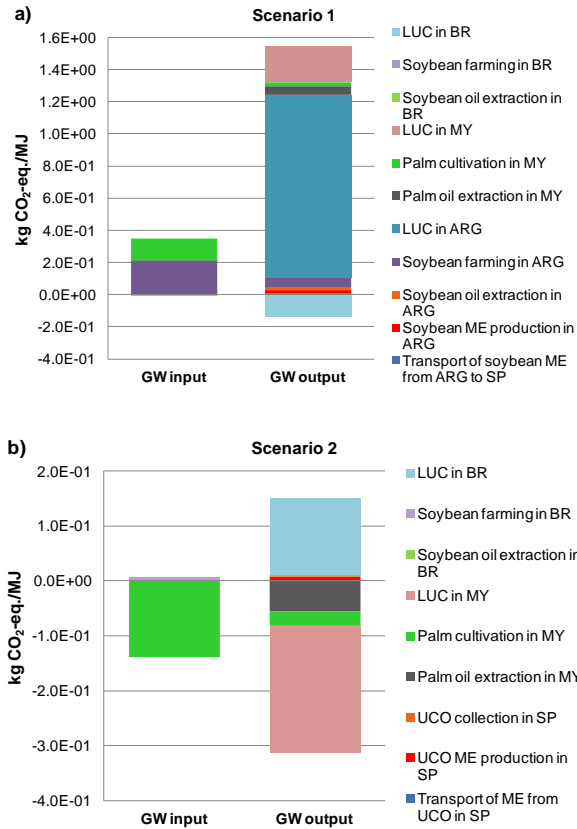 a)
Scenario 1
1.6E+00
1.4E+00
1.2E+00
1.0E+00
8.0E-01
6.0E-01
4.0E-01
2.0E-01
0.0E+00
-2.0E-01
-4.0E-01
kg CO₂-eq./MJ
GW input
GW output
LUC in BR
Soybean farming in BR
Soybean oil extraction in
BR
LUC in MY
Palm cultivation in MY
Palm oil extraction in MY
LUC in ARG
Soybean farming in ARG
Soybean oil extraction in
ARG
Soybean ME production in
ARG
Transport of soybean ME
from ARG to SP
b)
Scenario 2
2.0E-01
1.0E-01
0.0E+00
-1.0E-01
-2.0E-01
-3.0E-01
-4.0E-01
kg CO₂-eq./MJ
GW input
GW output
LUC in BR
Soybean farming in BR
Soybean oil extraction in
BR
LUC in MY
Palm cultivation in MY
Palm oil extraction in MY
UCO collection in SP
UCO ME production in
SP
Transport of ME from
UCO in SP